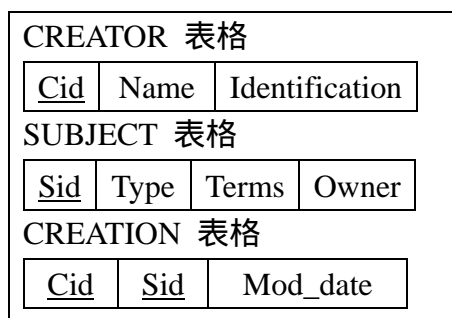 CREATOR 表格
Cid Name Identification
SUBJECT 表格
Sid Type Terms Owner
CREATION 表格
Cid Sid Mod_date